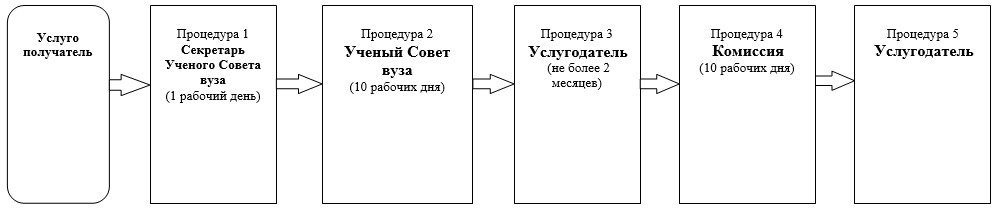 Услуго
получатель
Процедура 1
Секретарь
Ученого Совета
вуза
(1 рабочий день)
Процедура 2
Ученый Совет
вуза
(10 рабочих дня)
Процедура 3
Услугодатель
(не более 2
месяцев)
Процедура 4
Комиссия
(10 рабочих дня)
Процедура 5
Услугодатель